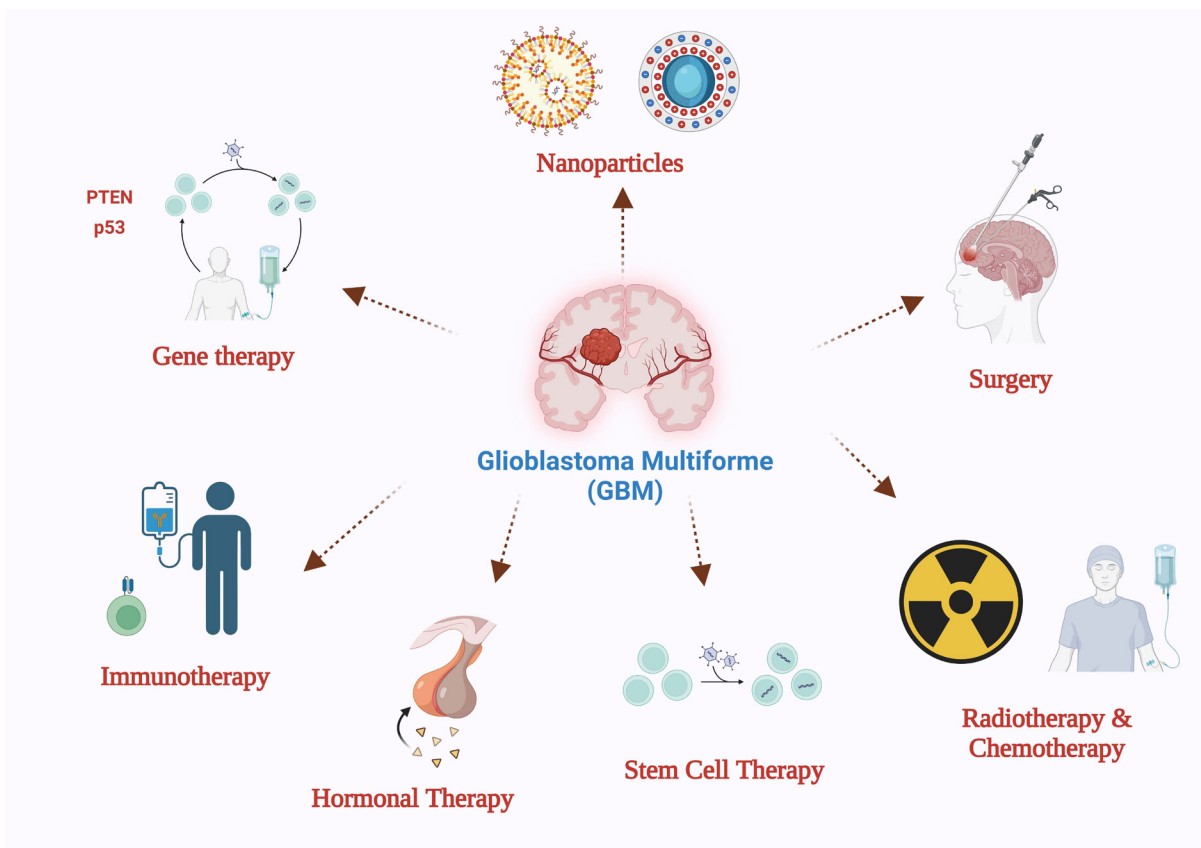 Nanoparticles
PTEN
p53
Gene therapy
Surgery
Glioblastoma Multiforme
(GBM)
Immunotherapy
Hormonal Therapy
Stem Cell Therapy
Radiotherapy &
Chemotherapy